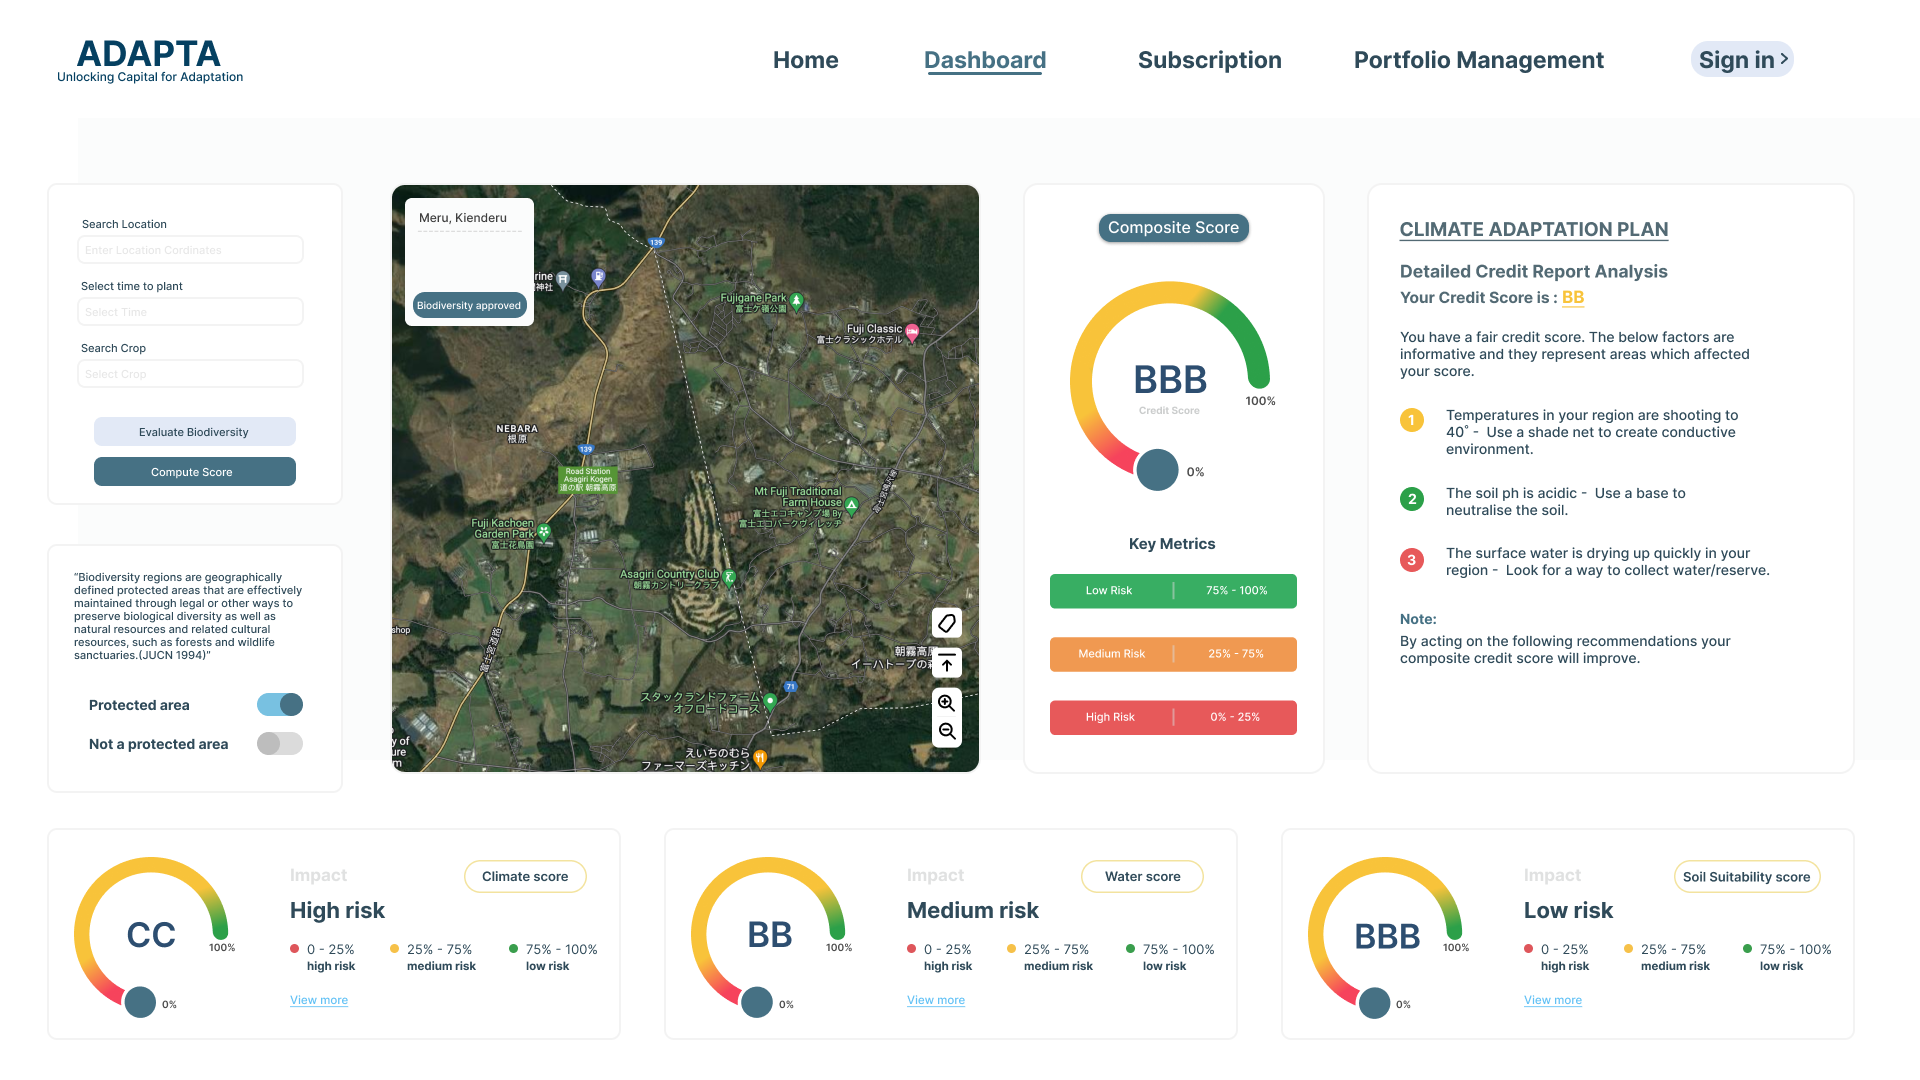 ADAPTA
Unlocking Capital for Adaptation
Home
Dashboard
Subscription
Portfolio Management
Sign in
Search Location
Enter Location Cordinates
Select time to plant
Select Time
Search Crop
Select Crop
Evaluate Biodiversity
Compute Score
“Biodiversity regions are geographically
defined protected areas that are effectively
maintained through legal or other ways to
preserve biological diversity as well as
natural resources and related cultural
resources, such as forests and wildlife
sanctuaries.(JUCN 1994)”
Protected area
Not a protected area
Meru, Kienderu
Biodiversity approved
139
rine
神社
Fujigane Park
富士ケ嶺公園
Fuji Classic
富士クラシックホテル
NEBARA
根原
139
Road Station
Asagiri Kogen
道の駅 朝霧高原
Mt Fuji Traditional
Farm House
富士エコキャンプ場 By
富士エコパークヴィレッヂ
Fuji Kachoen
Garden Park
富士花鳥園
Asagiri Country Club
朝霧カントリークラブ
shop
富士宮道路
朝霧高原
イーハトーブの森
71
スタックランドファーム
オフロードコース
y of
ure
m
えいちのむら
ファーマーズキッチン
Composite Score
BBB
Credit Score
100%
0%
Key Metrics
Low Risk
75% - 100%
Medium Risk
25% - 75%
High Risk
0% - 25%
CLIMATE ADAPTATION PLAN
Detailed Credit Report Analysis
Your Credit Score is : BB
You have a fair credit score. The below factors are
informative and they represent areas which affected
your score.
1
Temperatures in your region are shooting to
40° - Use a shade net to create conductive
environment.
2
The soil ph is acidic - Use a base to
neutralise the soil.
3
The surface water is drying up quickly in your
region - Look for a way to collect water/reserve.
Note:
By acting on the following recommendations your
composite credit score will improve.
CC
100%
0%
Impact
Climate score
High risk
0 - 25%
high risk
25% - 75%
medium risk
75% - 100%
low risk
View more
BB
100%
0%
Impact
Water score
Medium risk
0 - 25%
high risk
25% - 75%
medium risk
75% - 100%
low risk
View more
BBB
100%
0%
Impact
Soil Suitability score
Low risk
0 - 25%
high risk
25% - 75%
medium risk
75% - 100%
low risk
View more